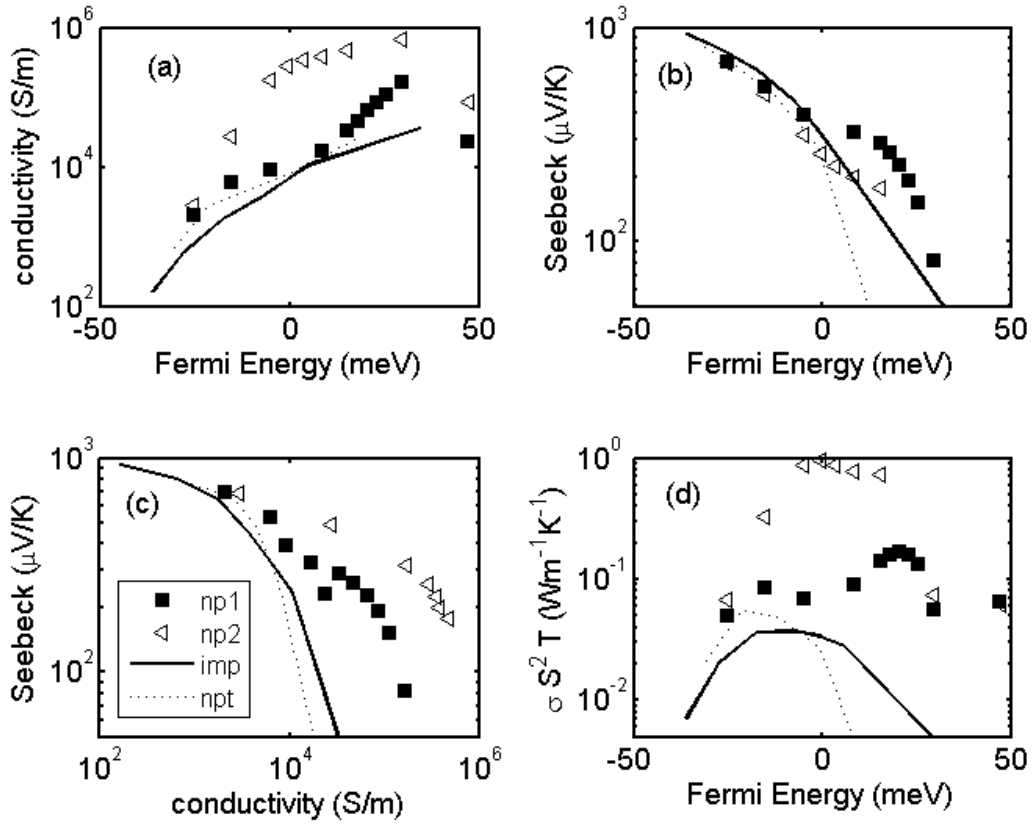 (a)
conductivity (S/m)
10^6
10^4
10^2
-50
0
50
Fermi Energy (meV)
(b)
Seebeck (μV/K)
10^3
10^2
-50
0
50
Fermi Energy (meV)
(c)
Seebeck (μV/K)
10^3
10^2
np1
np2
imp
npt
10^2
10^4
10^6
conductivity (S/m)
(d)
σ S^2 T (Wm^-1K^-1)
10^0
10^-1
10^-2
-50
0
50
Fermi Energy (meV)